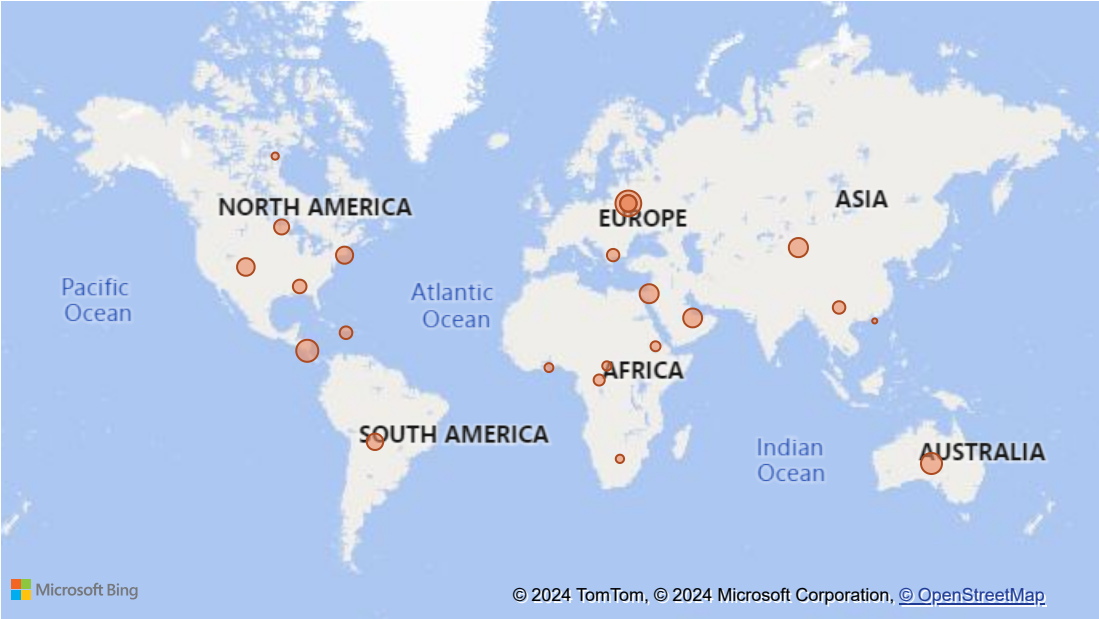 NORTH AMERICA
ASIA
EUROPE
Pacific
Ocean
Atlantic
Ocean
AFRICA
SOUTH AMERICA
Indian
Ocean
AUSTRALIA
Microsoft Bing
© 2024 TomTom, © 2024 Microsoft Corporation, © OpenStreetMap